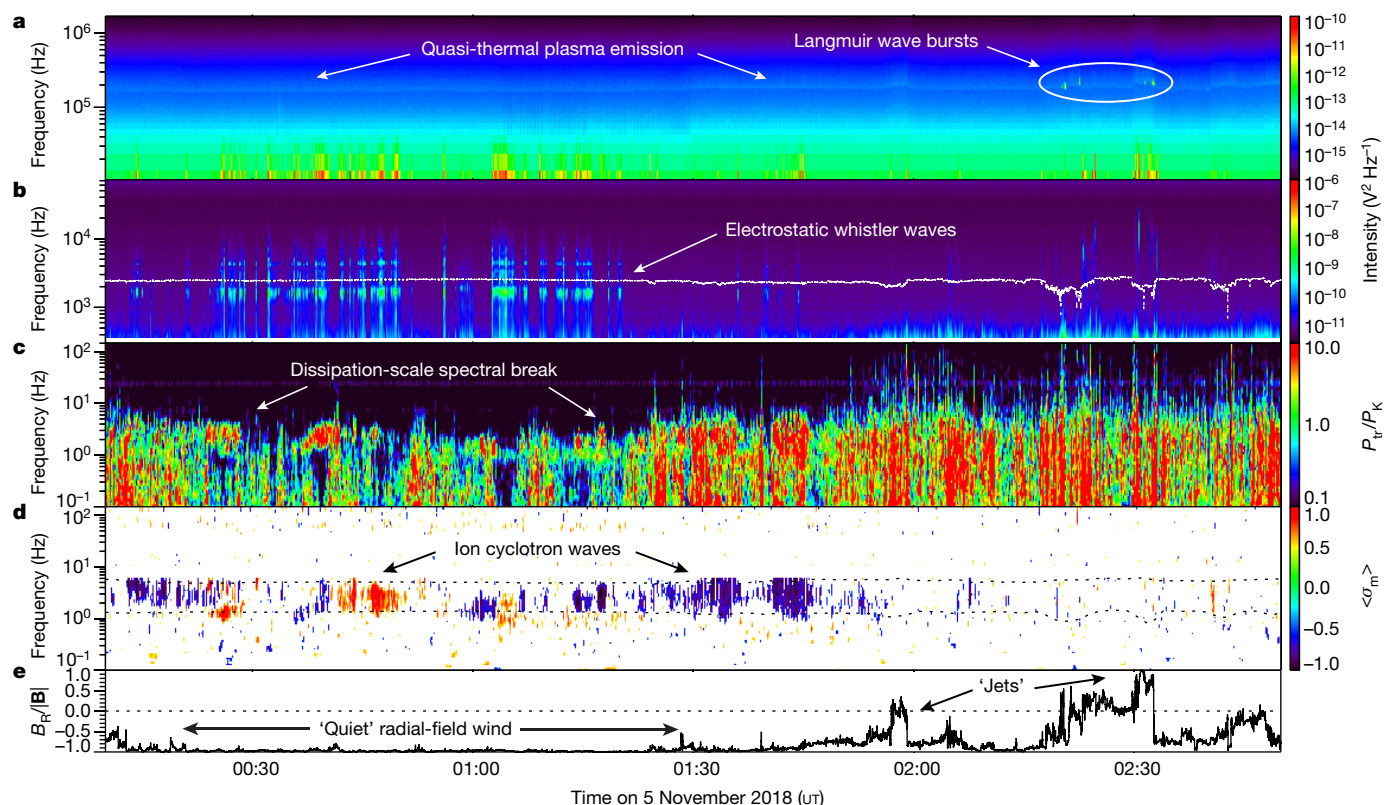 a
10⁶
10⁵
Frequency (Hz)
Quasi-thermal plasma emission
Langmuir wave bursts
10⁻¹⁰
10⁻¹¹
10⁻¹²
10⁻¹³
10⁻¹⁴
10⁻¹⁵
b
10⁴
10³
Frequency (Hz)
Electrostatic whistler waves
10⁻⁶
10⁻⁷
10⁻⁸
10⁻⁹
10⁻¹⁰
10⁻¹¹
Intensity (V² Hz⁻¹)
c
10²
10¹
10⁰
10⁻¹
Frequency (Hz)
Dissipation-scale spectral break
10.0
1.0
0.1
P_tr/P_K
d
10²
10¹
10⁰
10⁻¹
Frequency (Hz)
Ion cyclotron waves
1.0
0.5
0.0
−0.5
−1.0
<σ_m>
e
1.0
0.5
0.0
−0.5
−1.0
B_R/|B|
'Quiet' radial-field wind
'Jets'
00:30
01:00
01:30
02:00
02:30
Time on 5 November 2018 (UT)